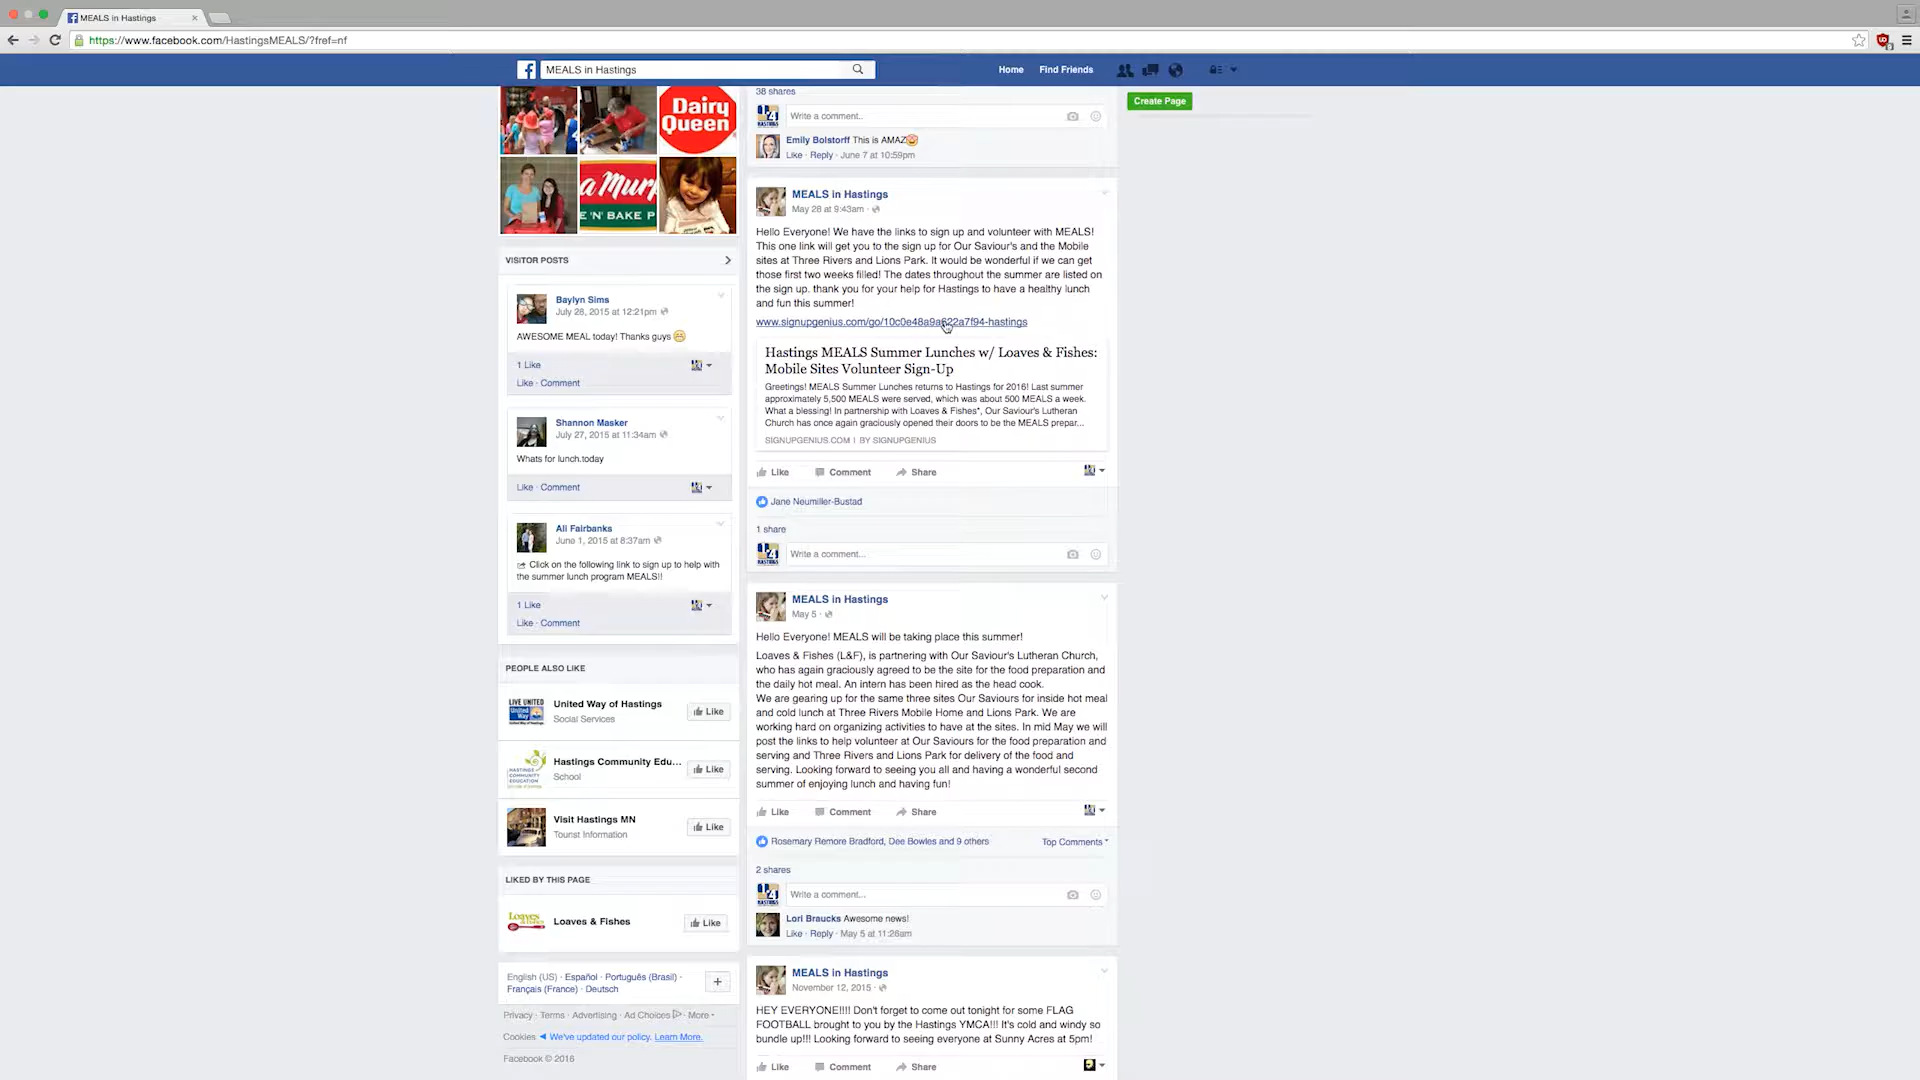 MEALS in Hastings
https://www.facebook.com/HastingsMEALS/?fref=nf
MEALS in Hastings
Home
Find Friends
Create Page
Dairy
Queen
a Mur
E 'N' BAKE P
VISITOR POSTS
Baylyn Sims
July 28, 2015 at 12:21pm
AWESOME MEAL today! Thanks guys
1 Like
Like · Comment
Shannon Masker
July 27, 2015 at 11:34am
Whats for lunch.today
Like · Comment
Ali Fairbanks
June 1, 2015 at 8:37am
Click on the following link to sign up to help with
the summer lunch program MEALS!!
1 Like
Like · Comment
PEOPLE ALSO LIKE
LIVE UNITED
United Way of Hastings
Social Services
Like
HASTINGS
COMMUNITY
EDUCATION
Hastings Community Edu...
School
Like
Visit Hastings MN
Tourist Information
Like
LIKED BY THIS PAGE
Loaves & Fishes
Like
English (US) · Español · Português (Brasil) ·
Français (France) · Deutsch
Privacy · Terms · Advertising · Ad Choices · More
Cookies We've updated our policy. Learn More.
Facebook © 2016
38 shares
Write a comment...
Emily Bolstorff This is AMAZ
Like · Reply · June 7 at 10:59pm
MEALS in Hastings
May 28 at 9:43am ·
Hello Everyone! We have the links to sign up and volunteer with MEALS!
This one link will get you to the sign up for Our Saviour's and the Mobile
sites at Three Rivers and Lions Park. It would be wonderful if we can get
those first two weeks filled! The dates throughout the summer are listed on
the sign up. thank you for your help for Hastings to have a healthy lunch
and fun this summer!
www.signupgenius.com/go/10c0e48a9a622a7f94-hastings
Hastings MEALS Summer Lunches w/ Loaves & Fishes:
Mobile Sites Volunteer Sign-Up
Greetings! MEALS Summer Lunches returns to Hastings for 2016! Last summer
approximately 5,500 MEALS were served, which was about 500 MEALS a week.
What a blessing! In partnership with Loaves & Fishes*, Our Saviour's Lutheran
Church has once again graciously opened their doors to be the MEALS prepar...
SIGNUPGENIUS.COM | BY SIGNUPGENIUS
Like Comment Share
Jane Neumiller-Bustad
1 share
Write a comment...
MEALS in Hastings
May 5 ·
Hello Everyone! MEALS will be taking place this summer!
Loaves & Fishes (L&F), is partnering with Our Saviour's Lutheran Church,
who has again graciously agreed to be the site for the food preparation and
the daily hot meal. An intern has been hired as the head cook.
We are gearing up for the same three sites Our Saviours for inside hot meal
and cold lunch at Three Rivers Mobile Home and Lions Park. We are
working hard on organizing activities to have at the sites. In mid May we will
post the links to help volunteer at Our Saviours for the food preparation and
serving and Three Rivers and Lions Park for delivery of the food and
serving. Looking forward to seeing you all and having a wonderful second
summer of enjoying lunch and having fun!
Like Comment Share
Rosemary Remore Bradford, Dee Bowles and 9 others
Top Comments
2 shares
Write a comment...
Lori Braucks Awesome news!
Like · Reply · May 5 at 11:26am
MEALS in Hastings
November 12, 2015 ·
HEY EVERYONE!!!! Don't forget to come out tonight for some FLAG
FOOTBALL brought to you by the Hastings YMCA!!! It's cold and windy so
bundle up!!! Looking forward to seeing everyone at Sunny Acres at 5pm!
Like Comment Share